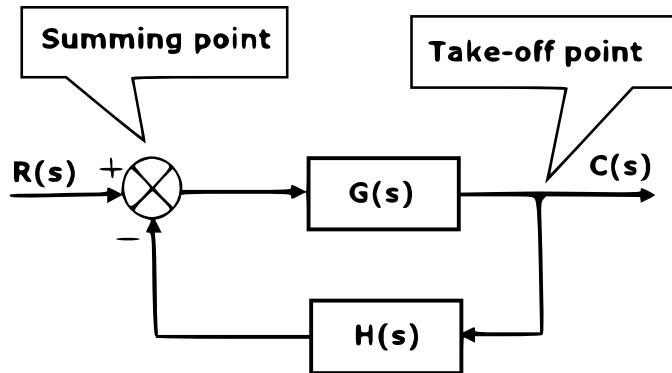 Summing point
Take-off point
R(s)
+
C(s)
G(s)
−
H(s)